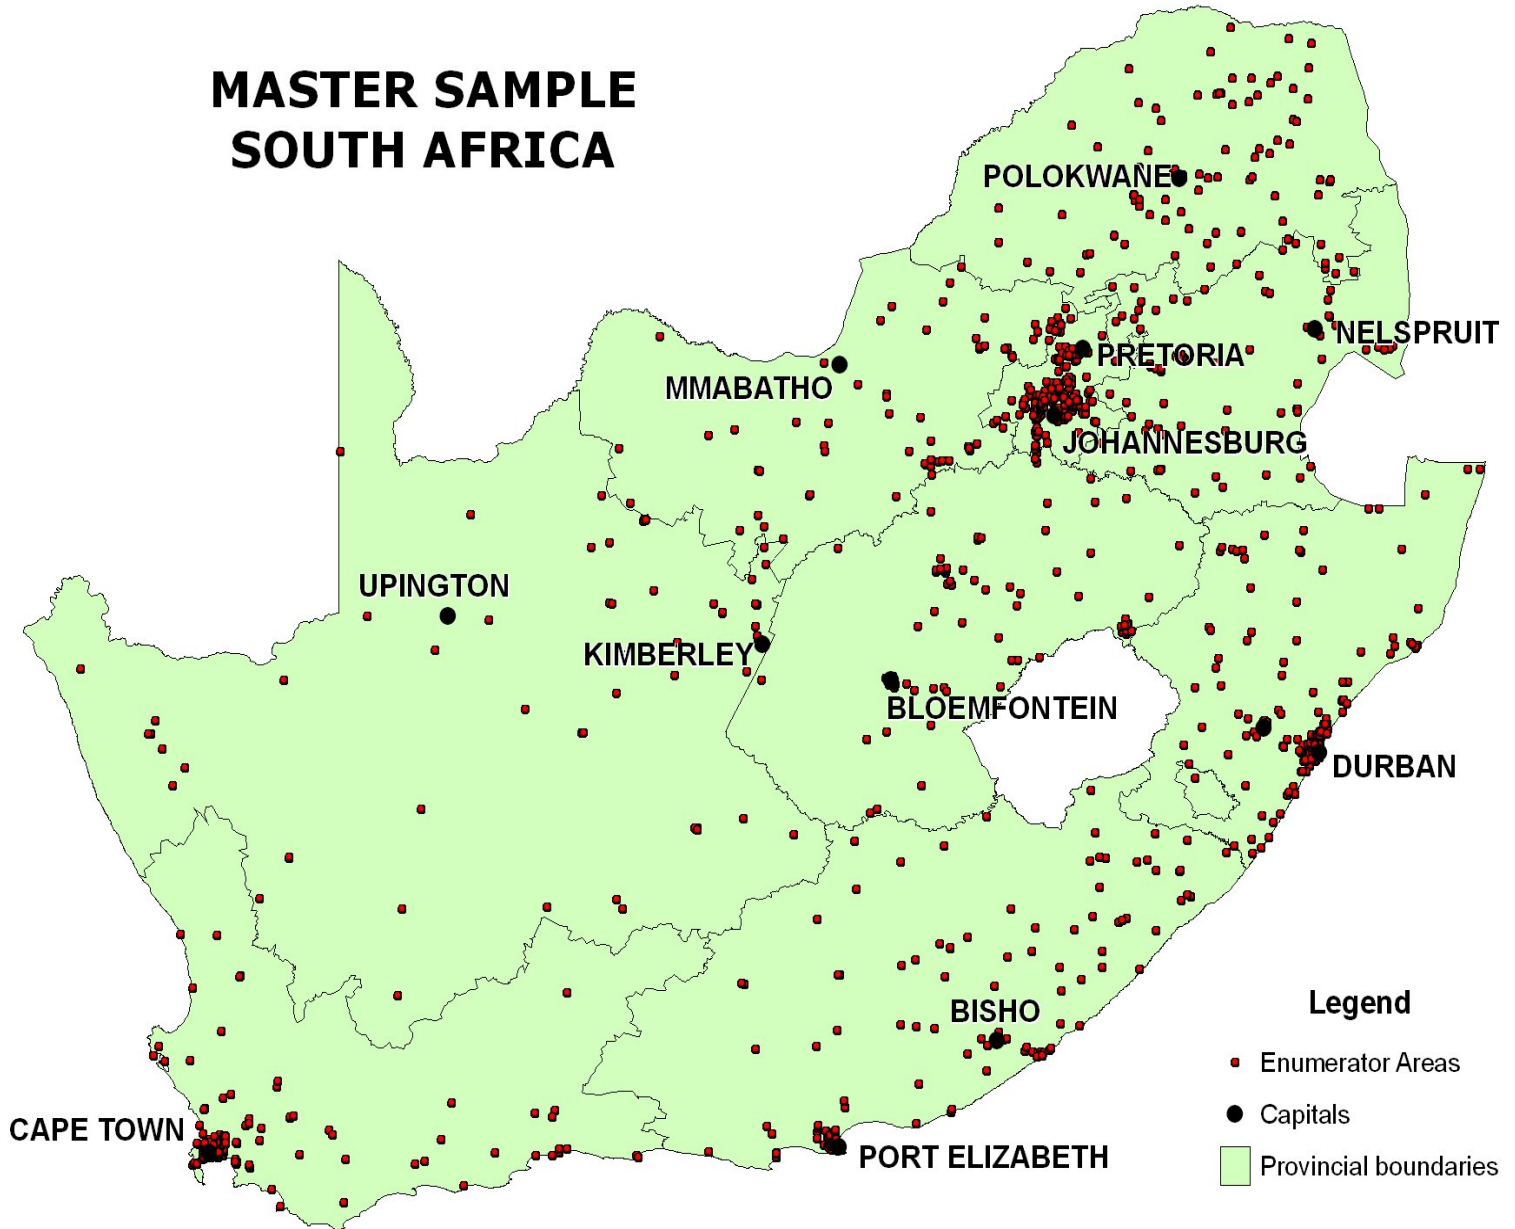 MASTER SAMPLE
SOUTH AFRICA
POLOKWANE
NELSPRUIT
PRETORIA
MMABATHO
JOHANNESBURG
UPINGTON
KIMBERLEY
BLOEMFONTEIN
DURBAN
BISHO
CAPE TOWN
PORT ELIZABETH
Legend
Enumerator Areas
Capitals
Provincial boundaries